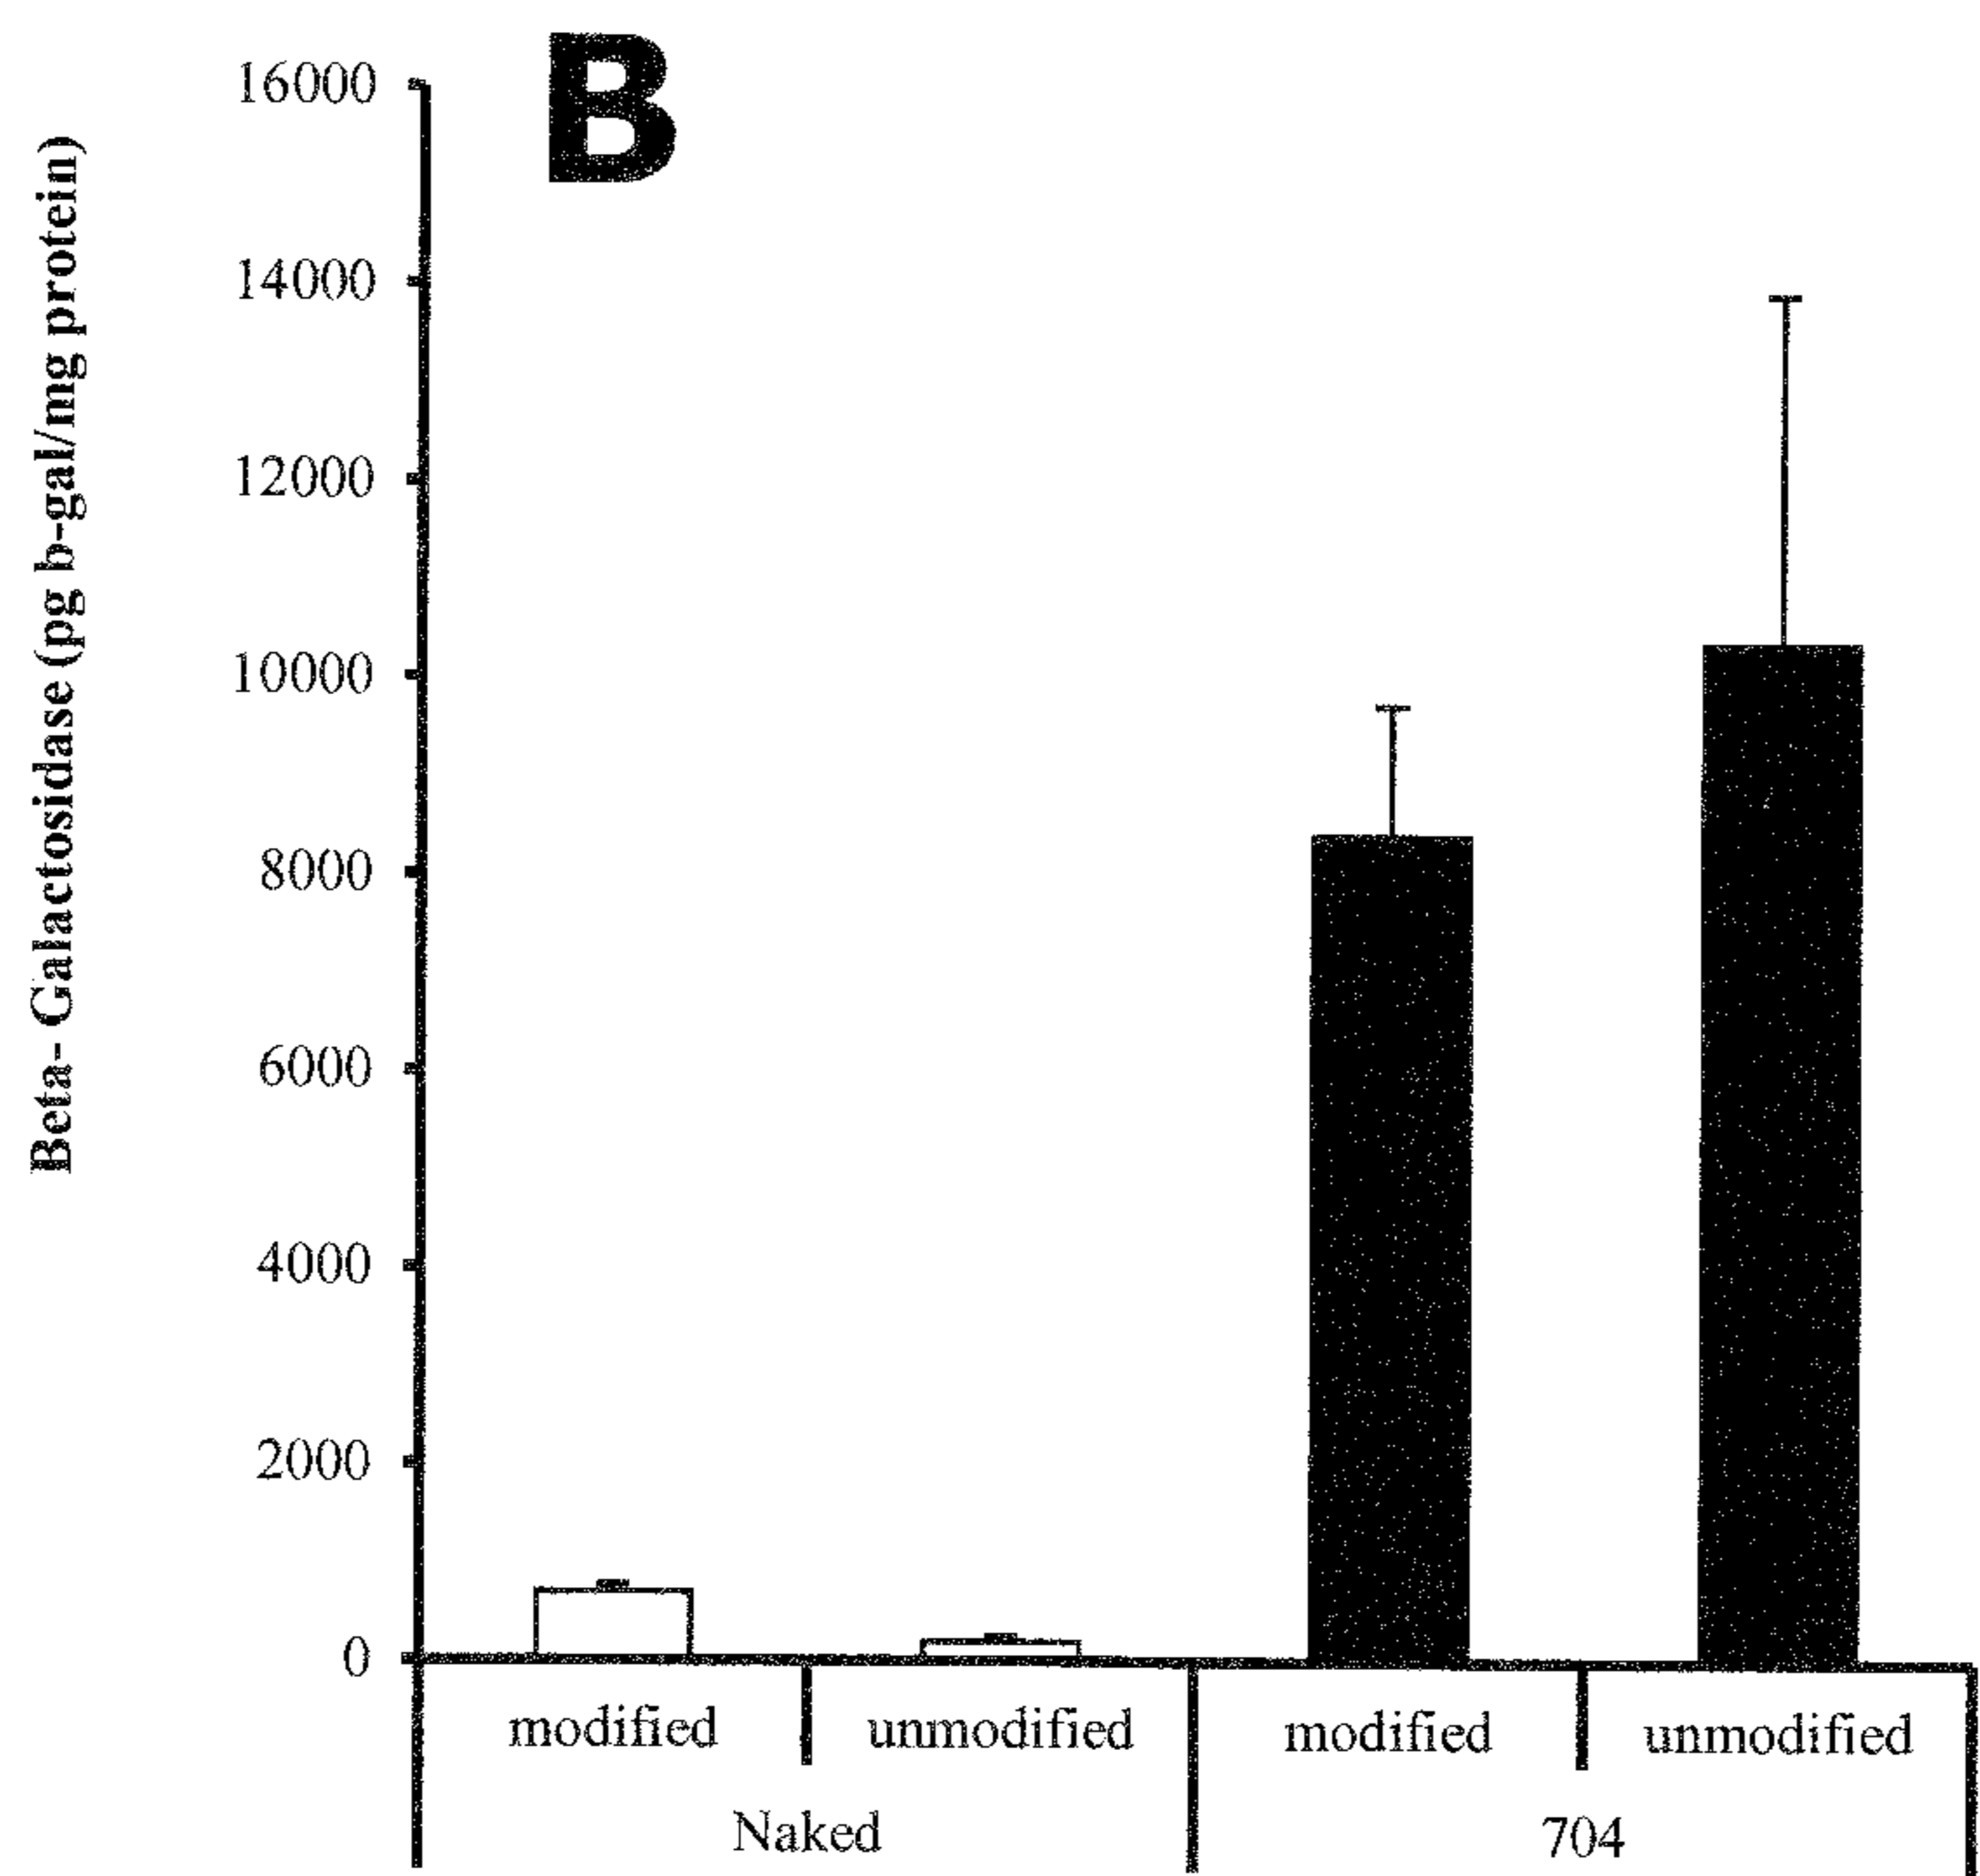 B
Beta- Galactosidase (pg b-gal/mg protein)
16000
14000
12000
10000
8000
6000
4000
2000
0
modified unmodified modified unmodified
Naked 704